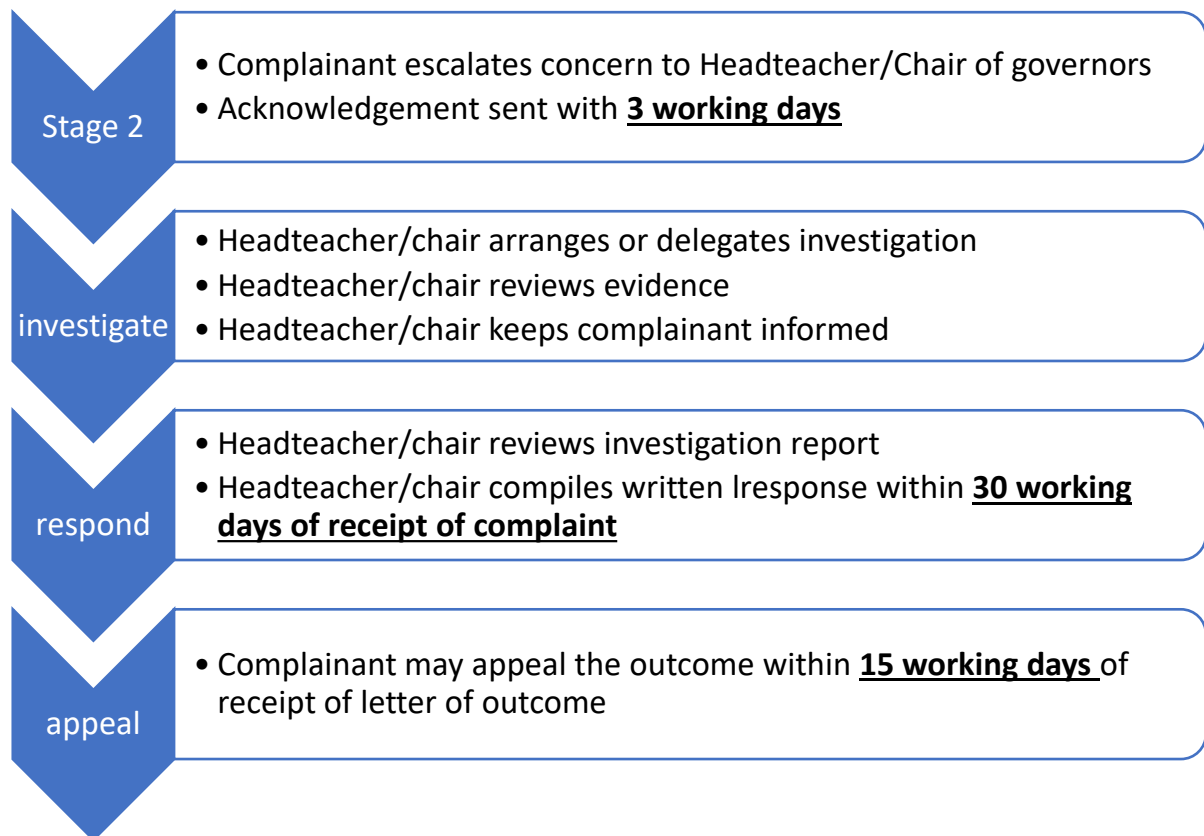 Stage 2
• Complainant escalates concern to Headteacher/Chair of governors
• Acknowledgement sent with 3 working days
investigate
• Headteacher/chair arranges or delegates investigation
• Headteacher/chair reviews evidence
• Headteacher/chair keeps complainant informed
respond
• Headteacher/chair reviews investigation report
• Headteacher/chair compiles written lresponse within 30 working
days of receipt of complaint
appeal
• Complainant may appeal the outcome within 15 working days of
receipt of letter of outcome